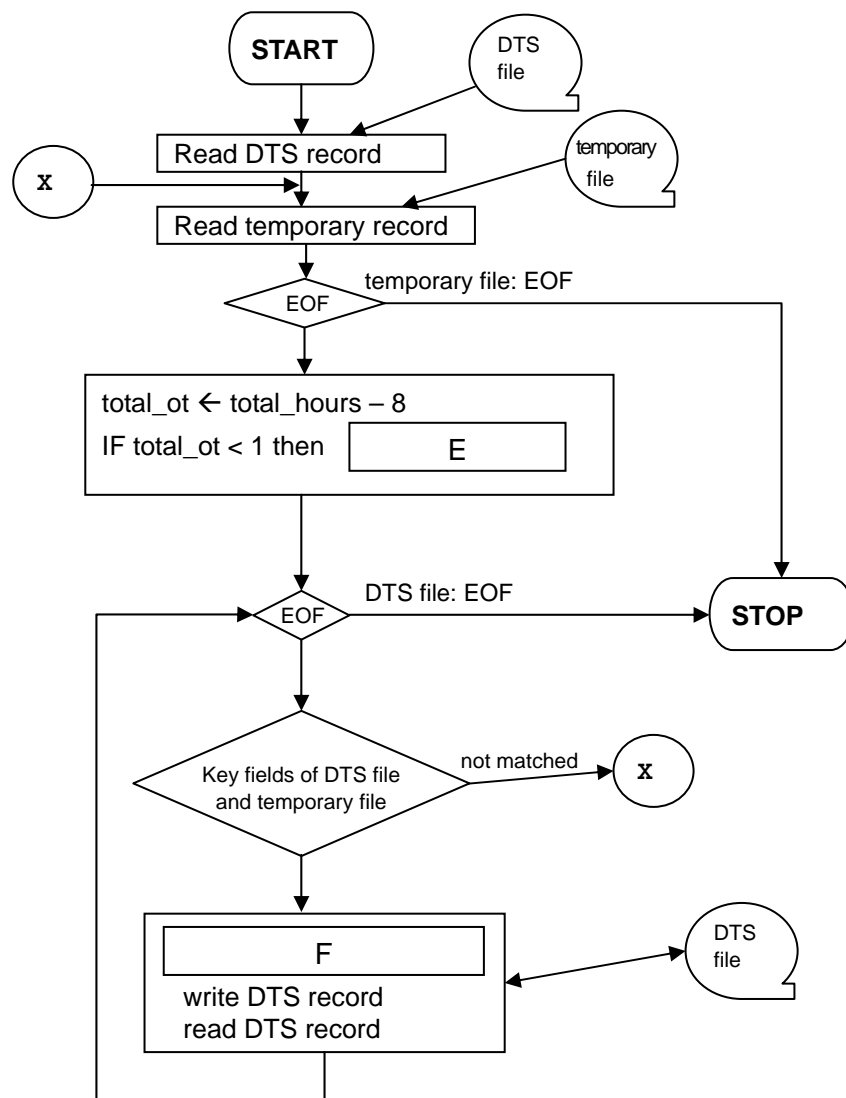 START
DTS
file
Read DTS record
temporary
file
x
Read temporary record
temporary file: EOF
EOF
total_ot ← total_hours – 8
IF total_ot < 1 then
E
DTS file: EOF
EOF
STOP
not matched
x
Key fields of DTS file
and temporary file
F
DTS
file
write DTS record
read DTS record